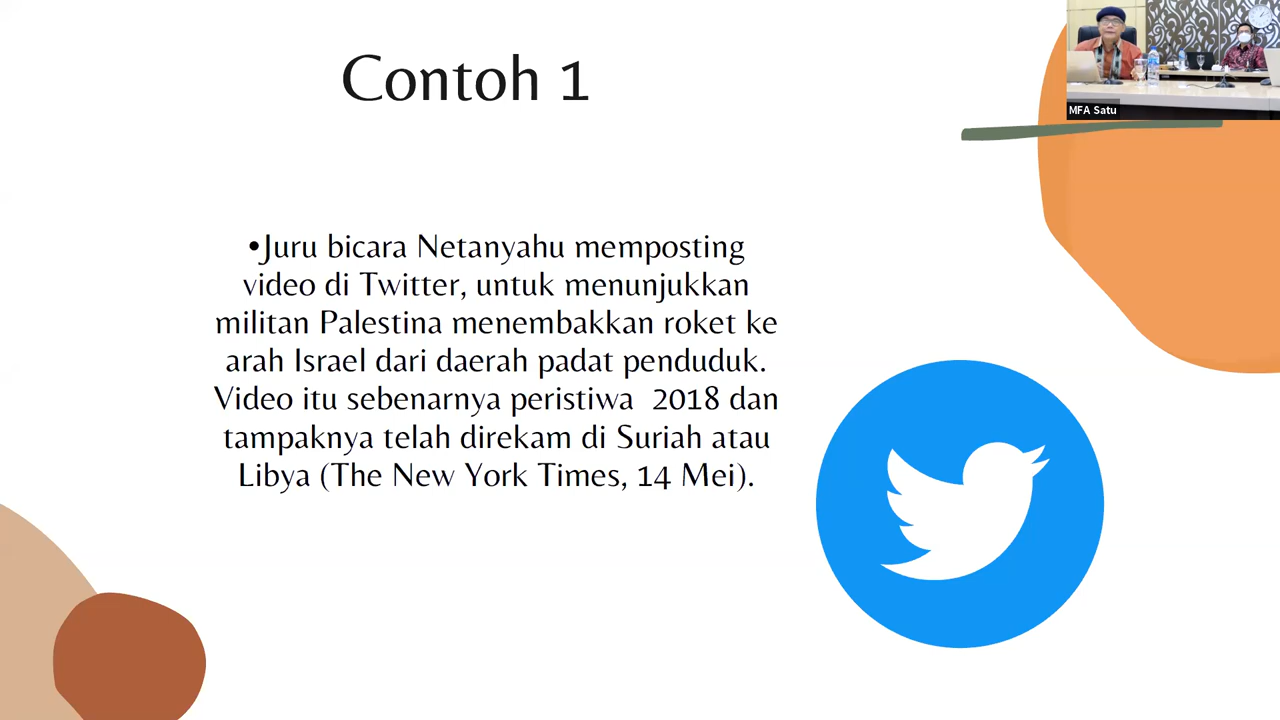 Contoh 1
MFA Satu
•Juru bicara Netanyahu memposting
video di Twitter, untuk menunjukkan
militan Palestina menembakkan roket ke
arah Israel dari daerah padat penduduk.
Video itu sebenarnya peristiwa  2018 dan
tampaknya telah direkam di Suriah atau
Libya (The New York Times, 14 Mei).